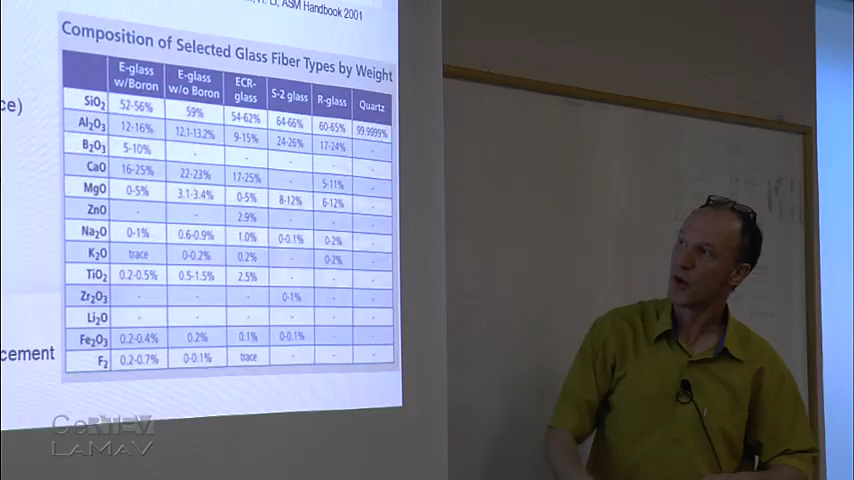 H. Li, ASM Handbook 2001
Composition of Selected Glass Fiber Types by Weight
E-glass w/Boron E-glass w/o Boron ECR-glass S-2 glass R-glass Quartz
SiO₂ 52-56% 59% 54-62% 64-66% 60-65% 99.9999%
Al₂O₃ 12-16% 12.1-13.2% 9-15% 24-26% 17-24% -
B₂O₃ 5-10% - - - - -
CaO 16-25% 22-23% 17-25% - 5-11% -
MgO 0-5% 3.1-3.4% 0-5% 8-12% 6-12% -
ZnO - - 2.9% - - -
Na₂O 0-1% 0.6-0.9% 1.0% 0-0.1% 0-2% -
K₂O trace 0-0.2% 0.2% - 0-2% -
TiO₂ 0.2-0.5% 0.5-1.5% 2.5% - - -
Zr₂O₃ - - - 0-1% - -
Li₂O - - - - - -
Fe₂O₃ 0.2-0.4% 0.2% 0.1% 0-0.1% - -
F₂ 0.2-0.7% 0-0.1% trace - - -
ce)
cement
CeRTEV
LAMAV